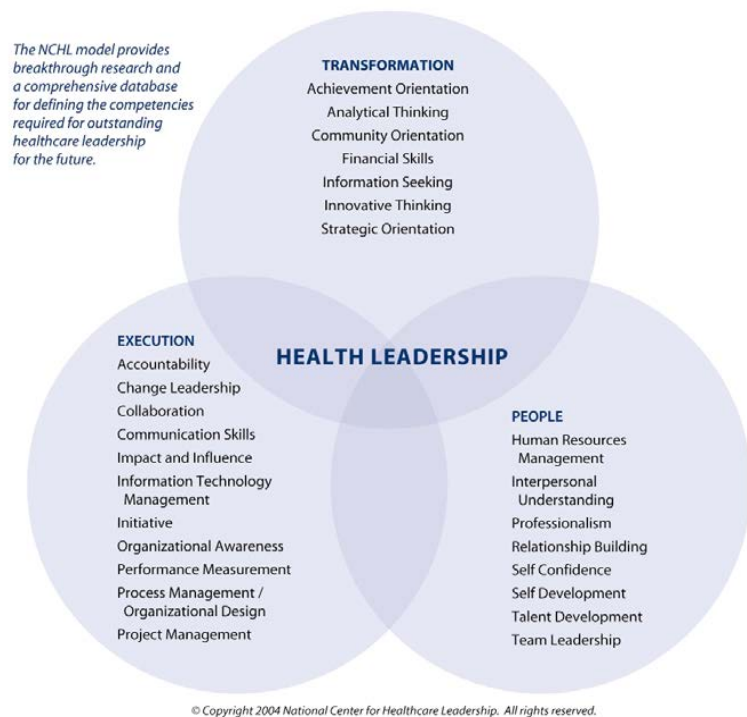 The NCHL model provides
breakthrough research and
a comprehensive database
for defining the competencies
required for outstanding
healthcare leadership
for the future.
TRANSFORMATION
Achievement Orientation
Analytical Thinking
Community Orientation
Financial Skills
Information Seeking
Innovative Thinking
Strategic Orientation
HEALTH LEADERSHIP
EXECUTION
Accountability
Change Leadership
Collaboration
Communication Skills
Impact and Influence
Information Technology
Management
Initiative
Organizational Awareness
Performance Measurement
Process Management /
Organizational Design
Project Management
PEOPLE
Human Resources
Management
Interpersonal
Understanding
Professionalism
Relationship Building
Self Confidence
Self Development
Talent Development
Team Leadership
© Copyright 2004 National Center for Healthcare Leadership. All rights reserved.